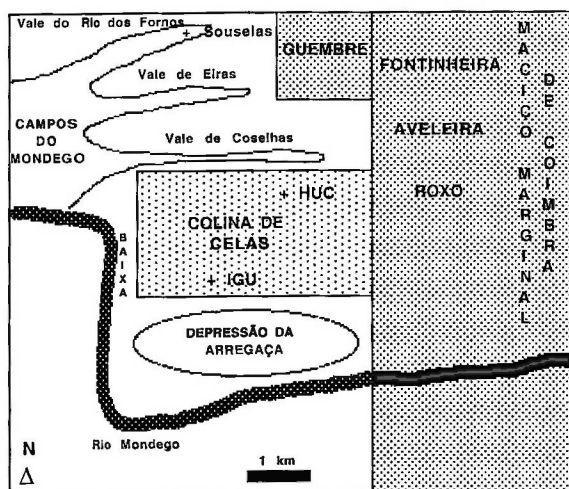 Vale do Rio dos Fornos
+ Souselas
GUEMBRE
FONTINHEIRA
MACIÇO MARGINAL
DE COIMBRA
Vale de Eiras
CAMPOS
DO
MONDEGO
AVELEIRA
Vale de Coselhas
ROXO
+ HUC
COLINA DE
CELAS
BAIXA
+ IGU
DEPRESSÃO DA
ARREGAÇA
N
Δ
Rio Mondego
1 km